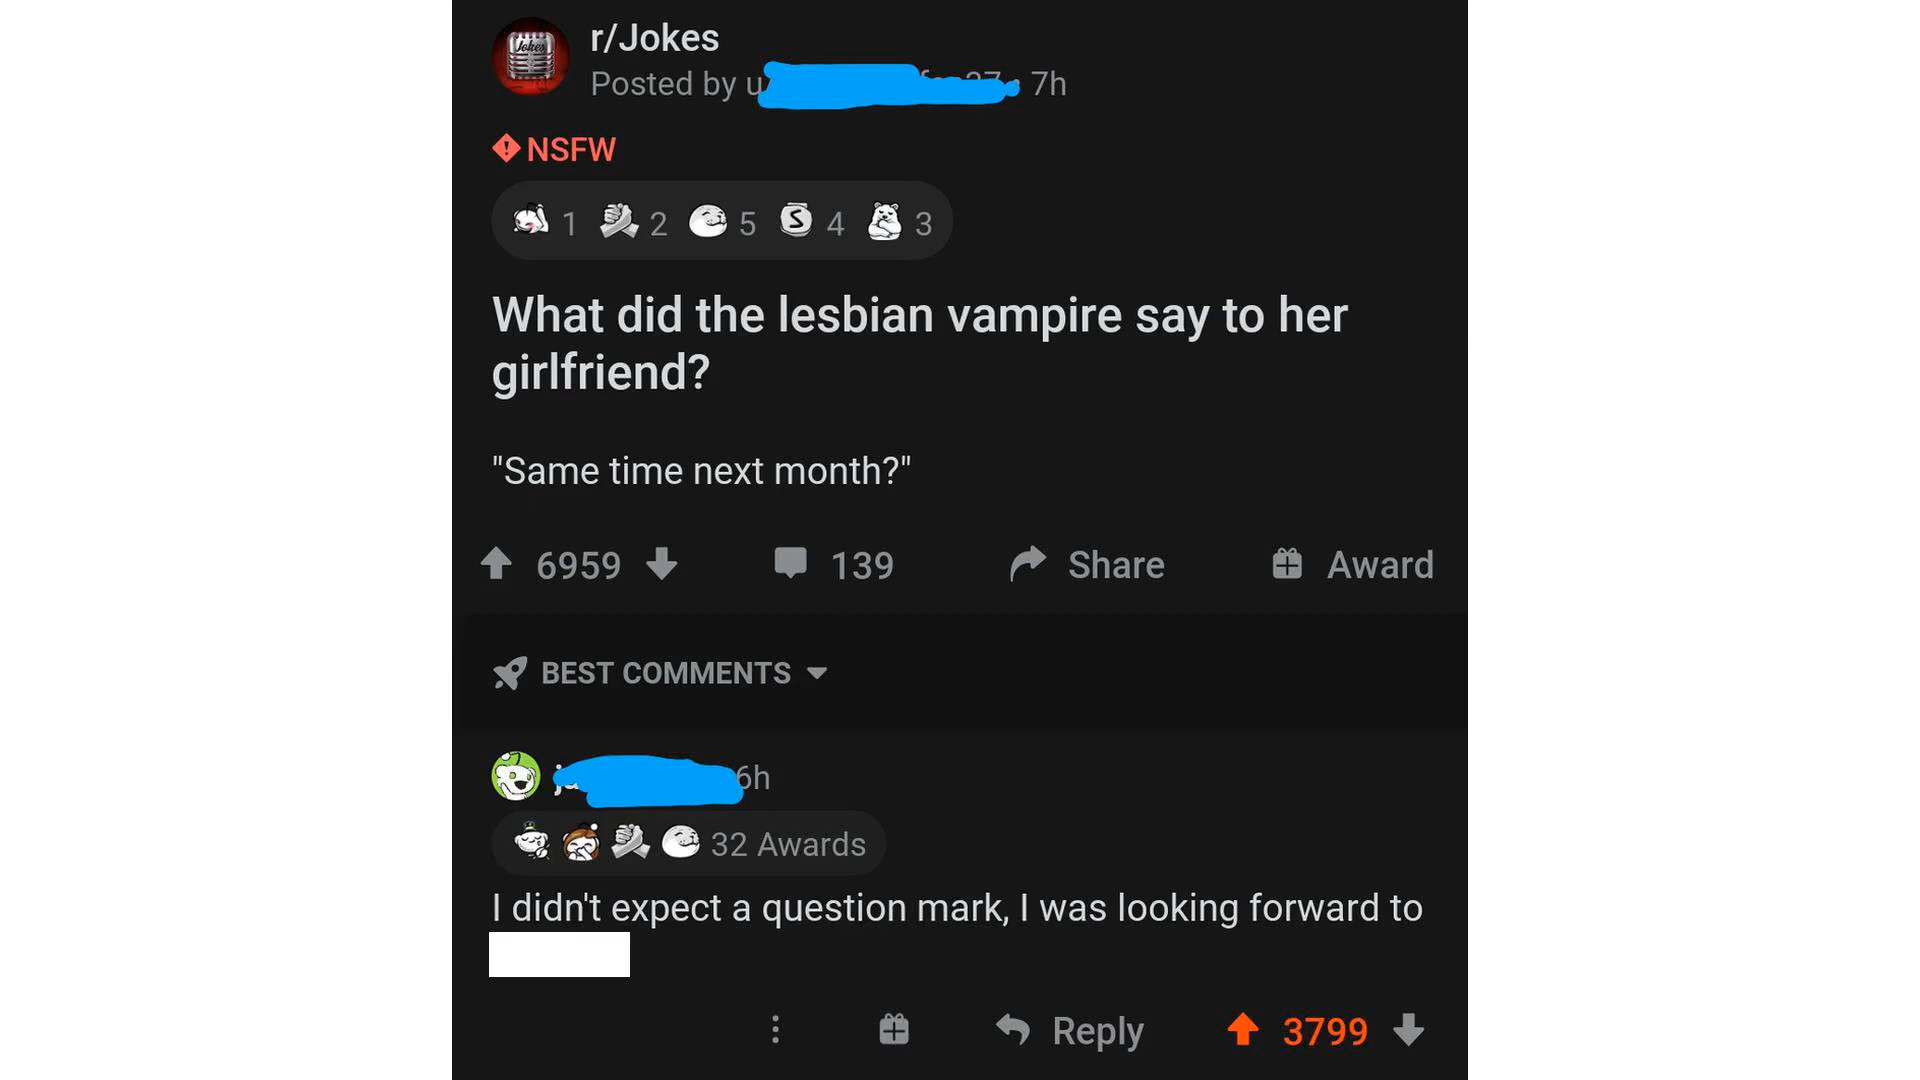 Jokes
r/Jokes
Posted by u/ 7h
NSFW
1 2 5 S 4 3
What did the lesbian vampire say to her
girlfriend?
"Same time next month?"
6959 139 Share Award
BEST COMMENTS
6h
32 Awards
I didn't expect a question mark, I was looking forward to
Reply 3799